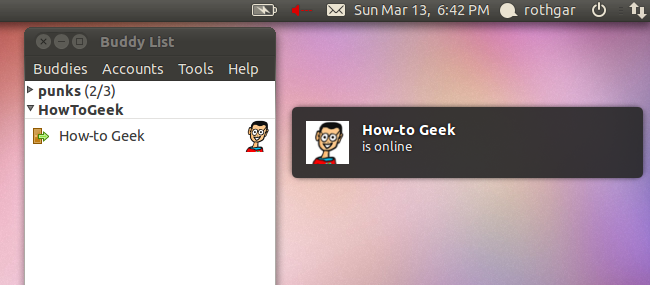 Sun Mar 13, 6:42 PM rothgar
Buddy List
Buddies Accounts Tools Help
punks (2/3)
HowToGeek
How-to Geek
How-to Geek
is online